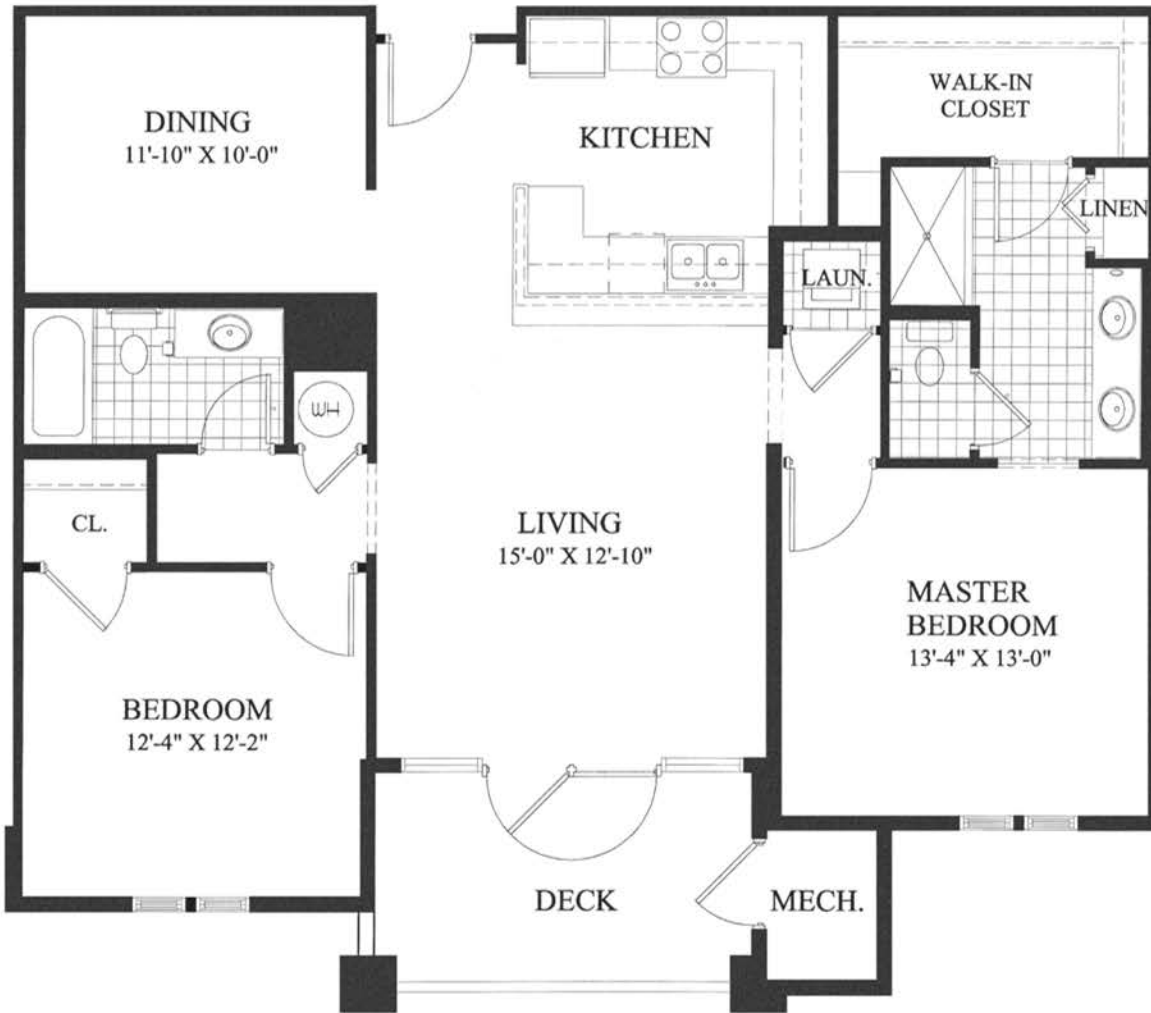 DINING
11'-10" X 10'-0"
KITCHEN
WALK-IN
CLOSET
LINEN
LAUN.
WH
CL.
LIVING
15'-0" X 12'-10"
MASTER
BEDROOM
13'-4" X 13'-0"
BEDROOM
12'-4" X 12'-2"
DECK
MECH.